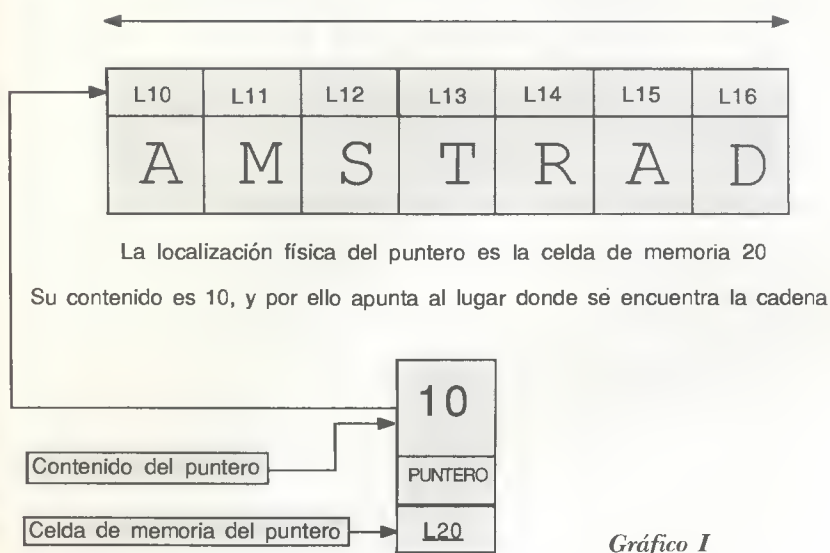 L10 L11 L12 L13 L14 L15 L16
A M S T R A D
La localización física del puntero es la celda de memoria 20
Su contenido es 10, y por ello apunta al lugar donde se encuentra la cadena
10
Contenido del puntero
PUNTERO
Celda de memoria del puntero
L20
Gráfico I